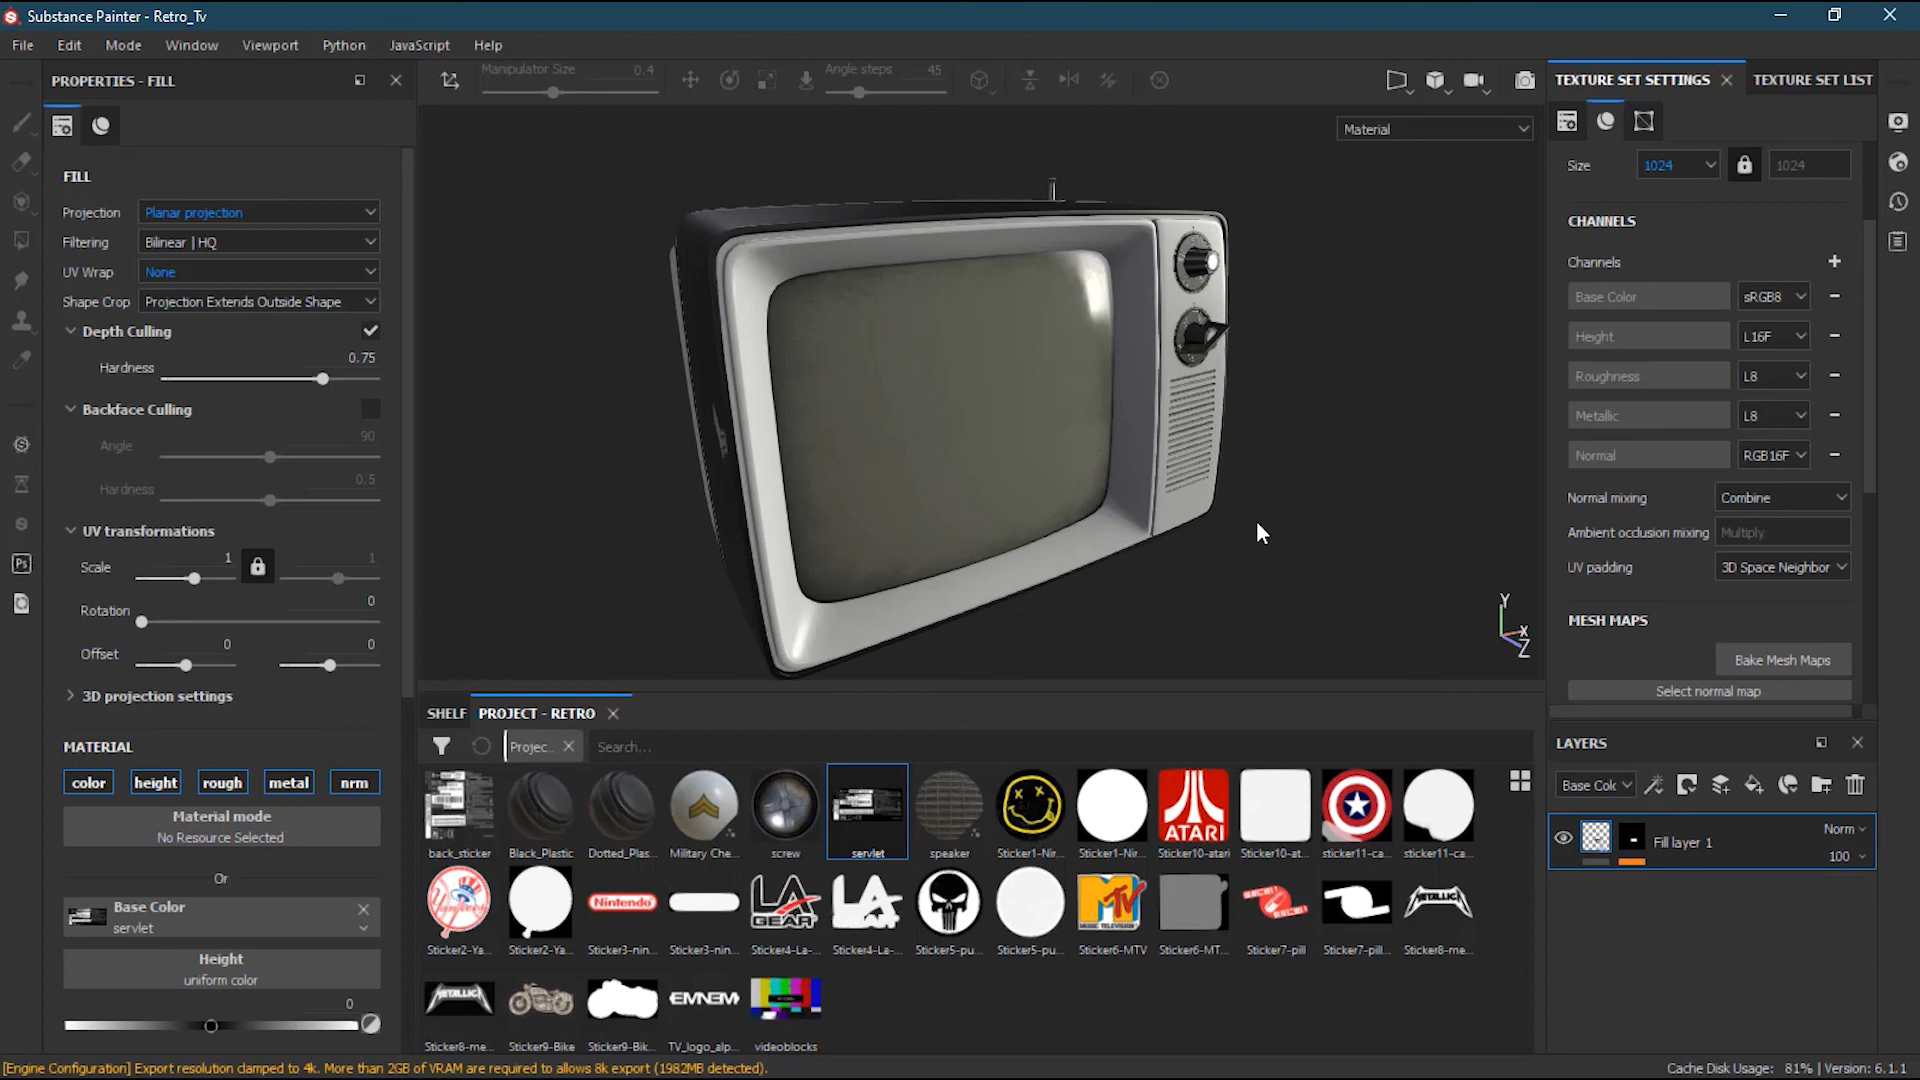 Substance Painter - Retro_Tv
File Edit Mode Window Viewport Python JavaScript Help
PROPERTIES - FILL
Manipulator Size 0.4
Angle steps 45
TEXTURE SET SETTINGS
TEXTURE SET LIST
Material
FILL
Projection Planar projection
Filtering Bilinear | HQ
UV Wrap None
Shape Crop Projection Extends Outside Shape
Depth Culling
Hardness 0.75
Backface Culling
Angle 90
Hardness 0.5
UV transformations
Scale 1 1
Rotation 0
Offset 0 0
3D projection settings
MATERIAL
color height rough metal nrm
Material mode
No Resource Selected
Or
Base Color
servlet
Height
uniform color
0
Y
X
Z
Size 1024 1024
CHANNELS
Channels
Base Color sRGB8
Height L16F
Roughness L8
Metallic L8
Normal RGB16F
Normal mixing Combine
Ambient occlusion mixing Multiply
UV padding 3D Space Neighbor
MESH MAPS
Bake Mesh Maps
Select normal map
SHELF
PROJECT - RETRO
Projec...
Search...
ATARI
back_sticker Black_Plastic Dotted_Plas... Military Che... screw servlet speaker Sticker1-Nir... Sticker1-Nir... Sticker10-atari Sticker10-at... sticker11-ca... sticker11-ca...
Yankees Nintendo LA GEAR LA MTV MUSIC TELEVISION METALLICA
Sticker2-Ya... Sticker2-Ya... Sticker3-nin... Sticker3-nin... Sticker4-La-... Sticker4-La-... Sticker5-pu... Sticker5-pu... Sticker6-MTV Sticker6-MT... Sticker7-pill Sticker7-pill... Sticker8-me...
METALLICA EMINEM
Sticker8-me... Sticker9-Bike Sticker9-Bik... TV_logo_alp... videoblocks
LAYERS
Base Colo
Fill layer 1
Norm
100
[Engine Configuration] Export resolution clamped to 4k. More than 2GB of VRAM are required to allows 8k export (1982MB detected).
Cache Disk Usage: 81% | Version: 6.1.1